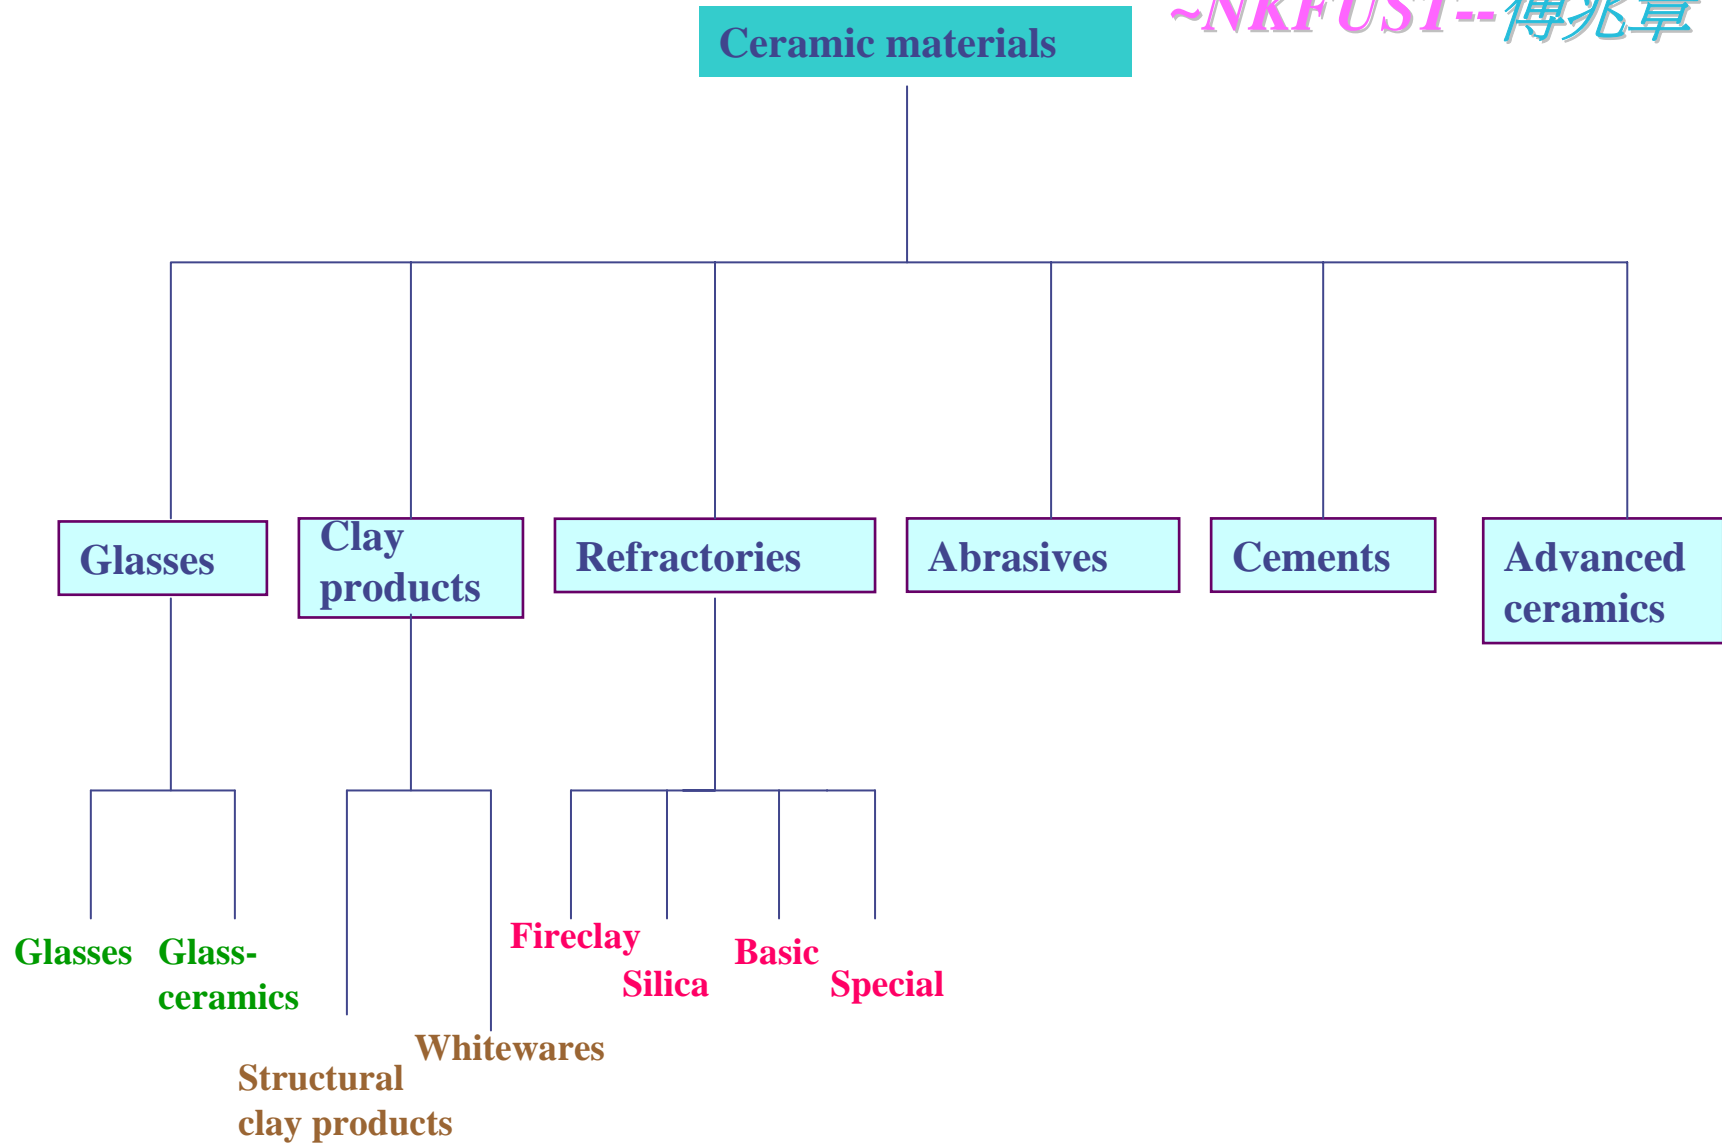 ~NKFUST--傅兆章
Ceramic materials
Glasses
Clay
products
Refractories
Abrasives
Cements
Advanced
ceramics
Glasses
Glass-
ceramics
Structural
clay products
Whitewares
Fireclay
Silica
Basic
Special